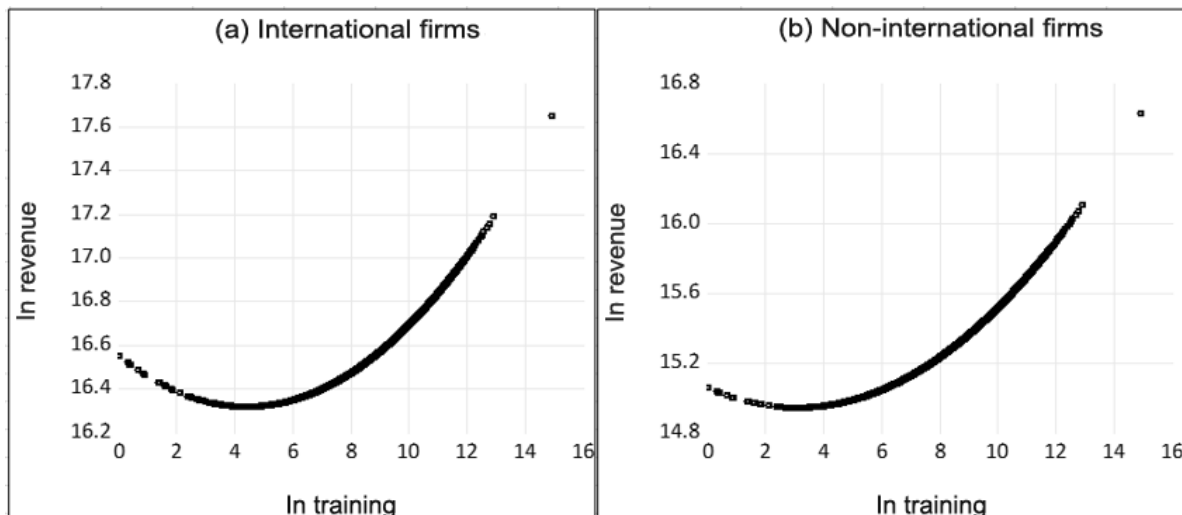 (a) International firms
17.8
17.6
17.4
17.2
17.0
16.8
16.6
16.4
16.2
ln revenue
0 2 4 6 8 10 12 14 16
ln training
(b) Non-international firms
16.8
16.4
16.0
15.6
15.2
14.8
ln revenue
0 2 4 6 8 10 12 14 16
ln training